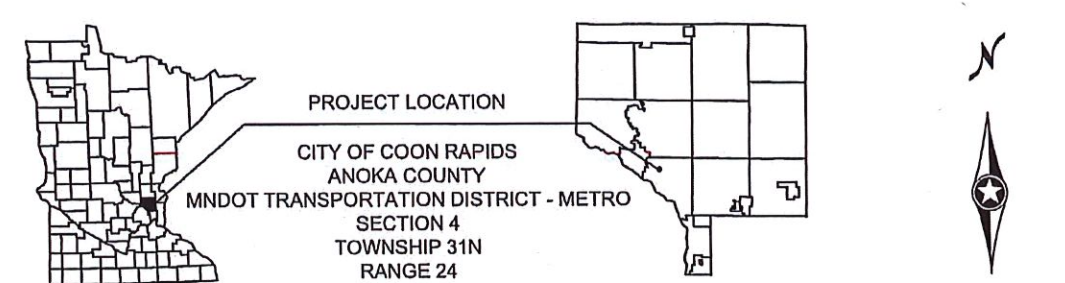 PROJECT LOCATION
CITY OF COON RAPIDS
ANOKA COUNTY
MNDOT TRANSPORTATION DISTRICT - METRO
SECTION 4
TOWNSHIP 31N
RANGE 24
N